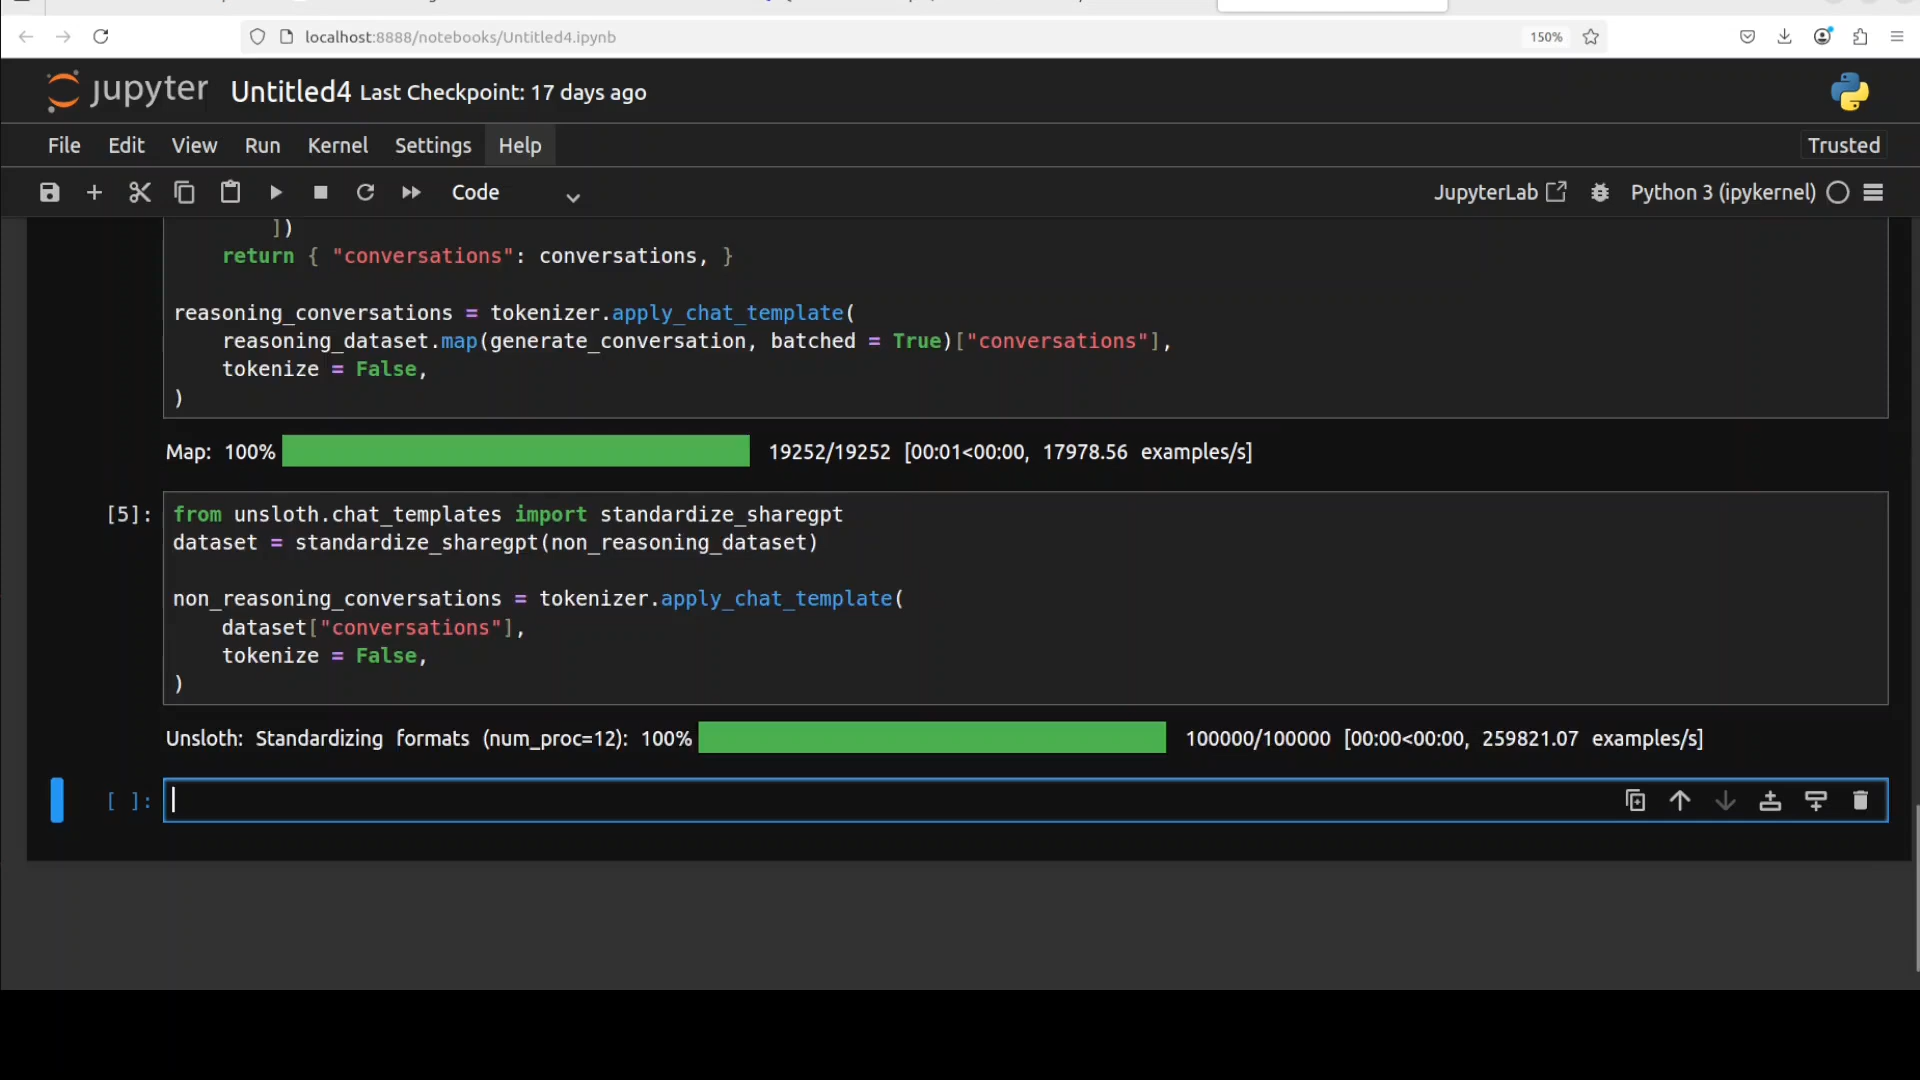 localhost:8888/notebooks/Untitled4.ipynb
150%
jupyter Untitled4 Last Checkpoint: 17 days ago
File Edit View Run Kernel Settings Help
Trusted
Code
JupyterLab
Python 3 (ipykernel)
])
return { "conversations": conversations, }
reasoning_conversations = tokenizer.apply_chat_template(
reasoning_dataset.map(generate_conversation, batched = True)["conversations"],
tokenize = False,
)
Map: 100% 19252/19252 [00:01<00:00, 17978.56 examples/s]
[5]:
from unsloth.chat_templates import standardize_sharegpt
dataset = standardize_sharegpt(non_reasoning_dataset)
non_reasoning_conversations = tokenizer.apply_chat_template(
dataset["conversations"],
tokenize = False,
)
Unsloth: Standardizing formats (num_proc=12): 100% 100000/100000 [00:00<00:00, 259821.07 examples/s]
[ ]: